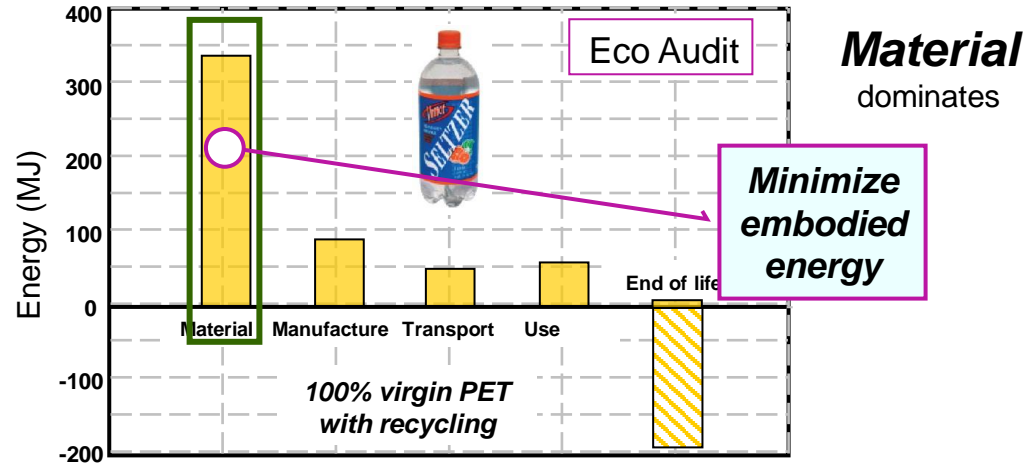 400
300
200
100
0
-100
-200
Energy (MJ)
Eco Audit
SELTZER
Material
dominates
Minimize
embodied
energy
End of life
Material
Manufacture
Transport
Use
100% virgin PET
with recycling